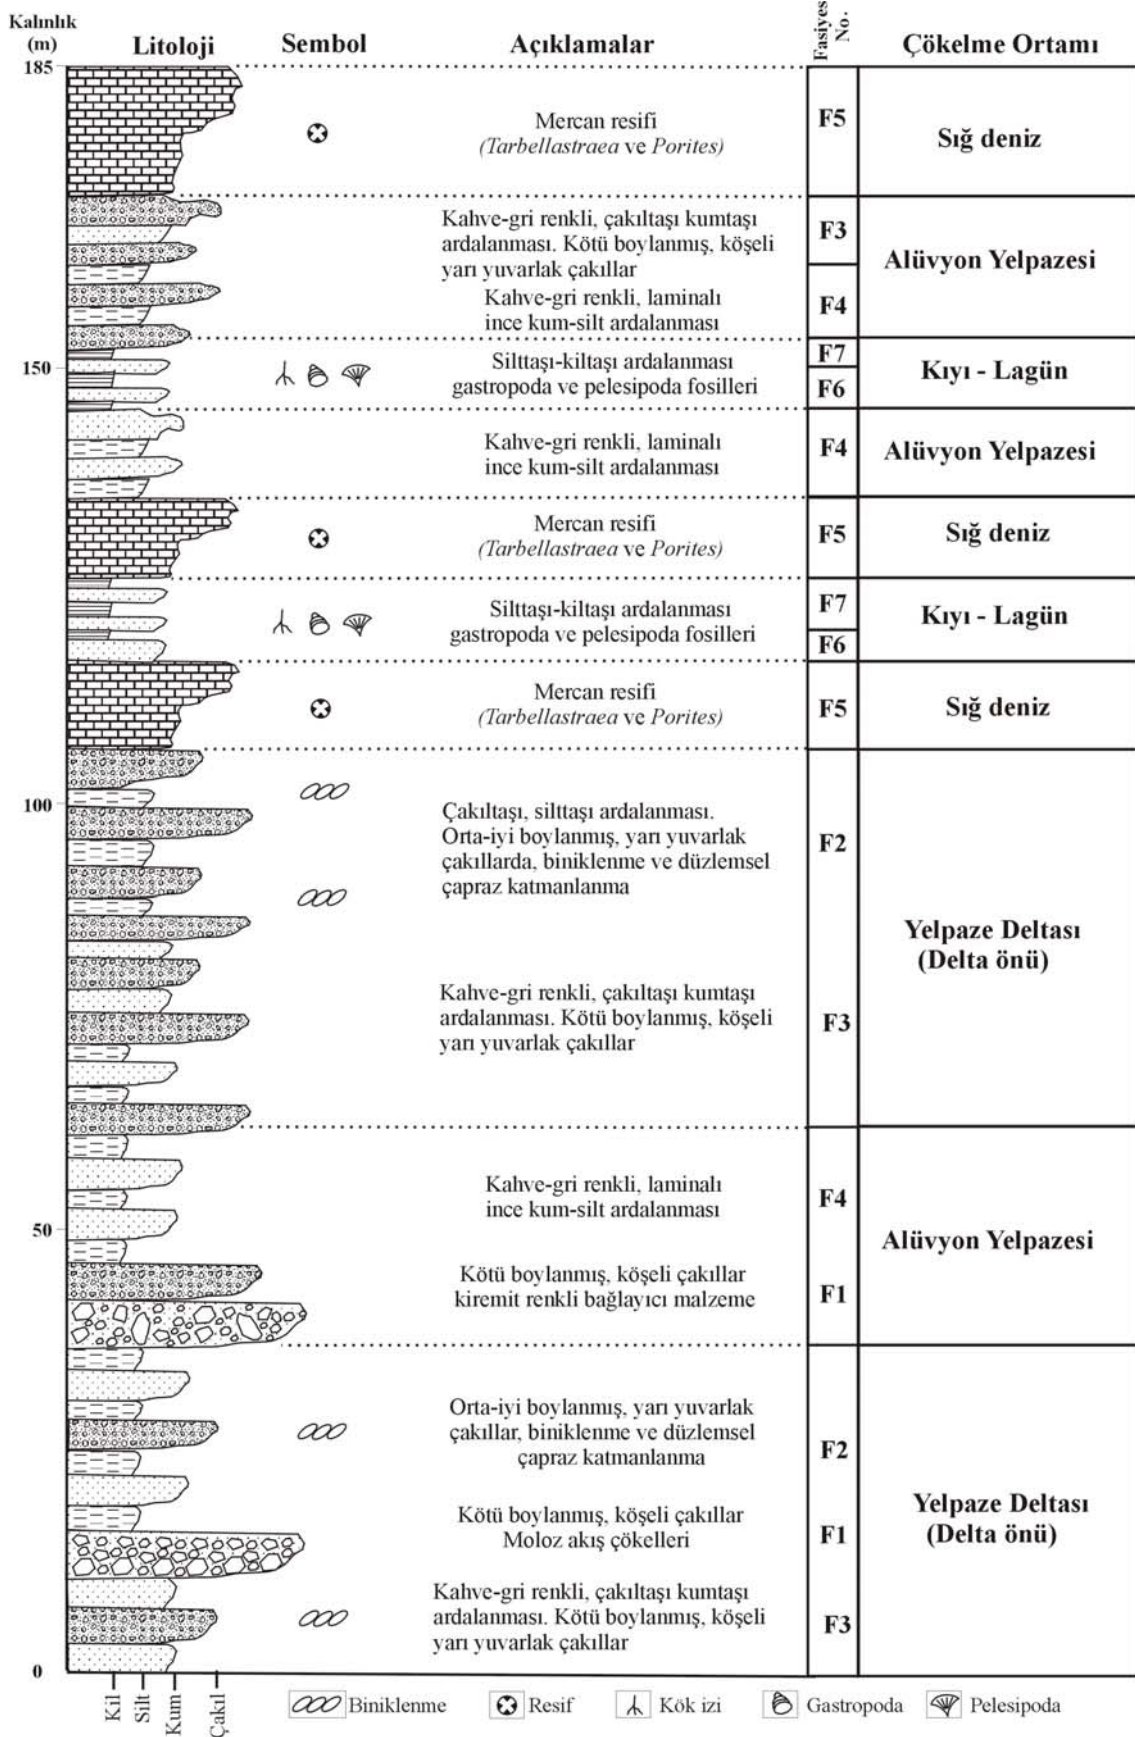 Kalınlık
(m)
Litoloji
Sembol
Açıklamalar
Fasiyes
No.
Çökelme Ortamı
185
Mercan resifi
(Tarbellastraea ve Porites)
F5
Sığ deniz
Kahve-gri renkli, çakıltaşı kumtaşı
ardalanması. Kötü boylanmış, köşeli
yarı yuvarlak çakıllar
F3
Alüvyon Yelpazesi
Kahve-gri renkli, laminalı
ince kum-silt ardalanması
F4
150
Silttaşı-kiltaşı ardalanması
gastropoda ve pelesipoda fosilleri
F7
F6
Kıyı - Lagün
Kahve-gri renkli, laminalı
ince kum-silt ardalanması
F4
Alüvyon Yelpazesi
Mercan resifi
(Tarbellastraea ve Porites)
F5
Sığ deniz
Silttaşı-kiltaşı ardalanması
gastropoda ve pelesipoda fosilleri
F7
F6
Kıyı - Lagün
Mercan resifi
(Tarbellastraea ve Porites)
F5
Sığ deniz
100
Çakıltaşı, silttaşı ardalanması.
Orta-iyi boylanmış, yarı yuvarlak
çakıllarda, biniklenme ve düzlemsel
çapraz katmanlanma
F2
Yelpaze Deltası
(Delta önü)
Kahve-gri renkli, çakıltaşı kumtaşı
ardalanması. Kötü boylanmış, köşeli
yarı yuvarlak çakıllar
F3
Kahve-gri renkli, laminalı
ince kum-silt ardalanması
F4
50
Alüvyon Yelpazesi
Kötü boylanmış, köşeli çakıllar
kiremit renkli bağlayıcı malzeme
F1
Orta-iyi boylanmış, yarı yuvarlak
çakıllar, biniklenme ve düzlemsel
çapraz katmanlanma
F2
Yelpaze Deltası
(Delta önü)
Kötü boylanmış, köşeli çakıllar
Moloz akış çökelleri
F1
Kahve-gri renkli, çakıltaşı kumtaşı
ardalanması. Kötü boylanmış, köşeli
yarı yuvarlak çakıllar
F3
0
Kil
Silt
Kum
Çakıl
Biniklenme
Resif
Kök izi
Gastropoda
Pelesipoda